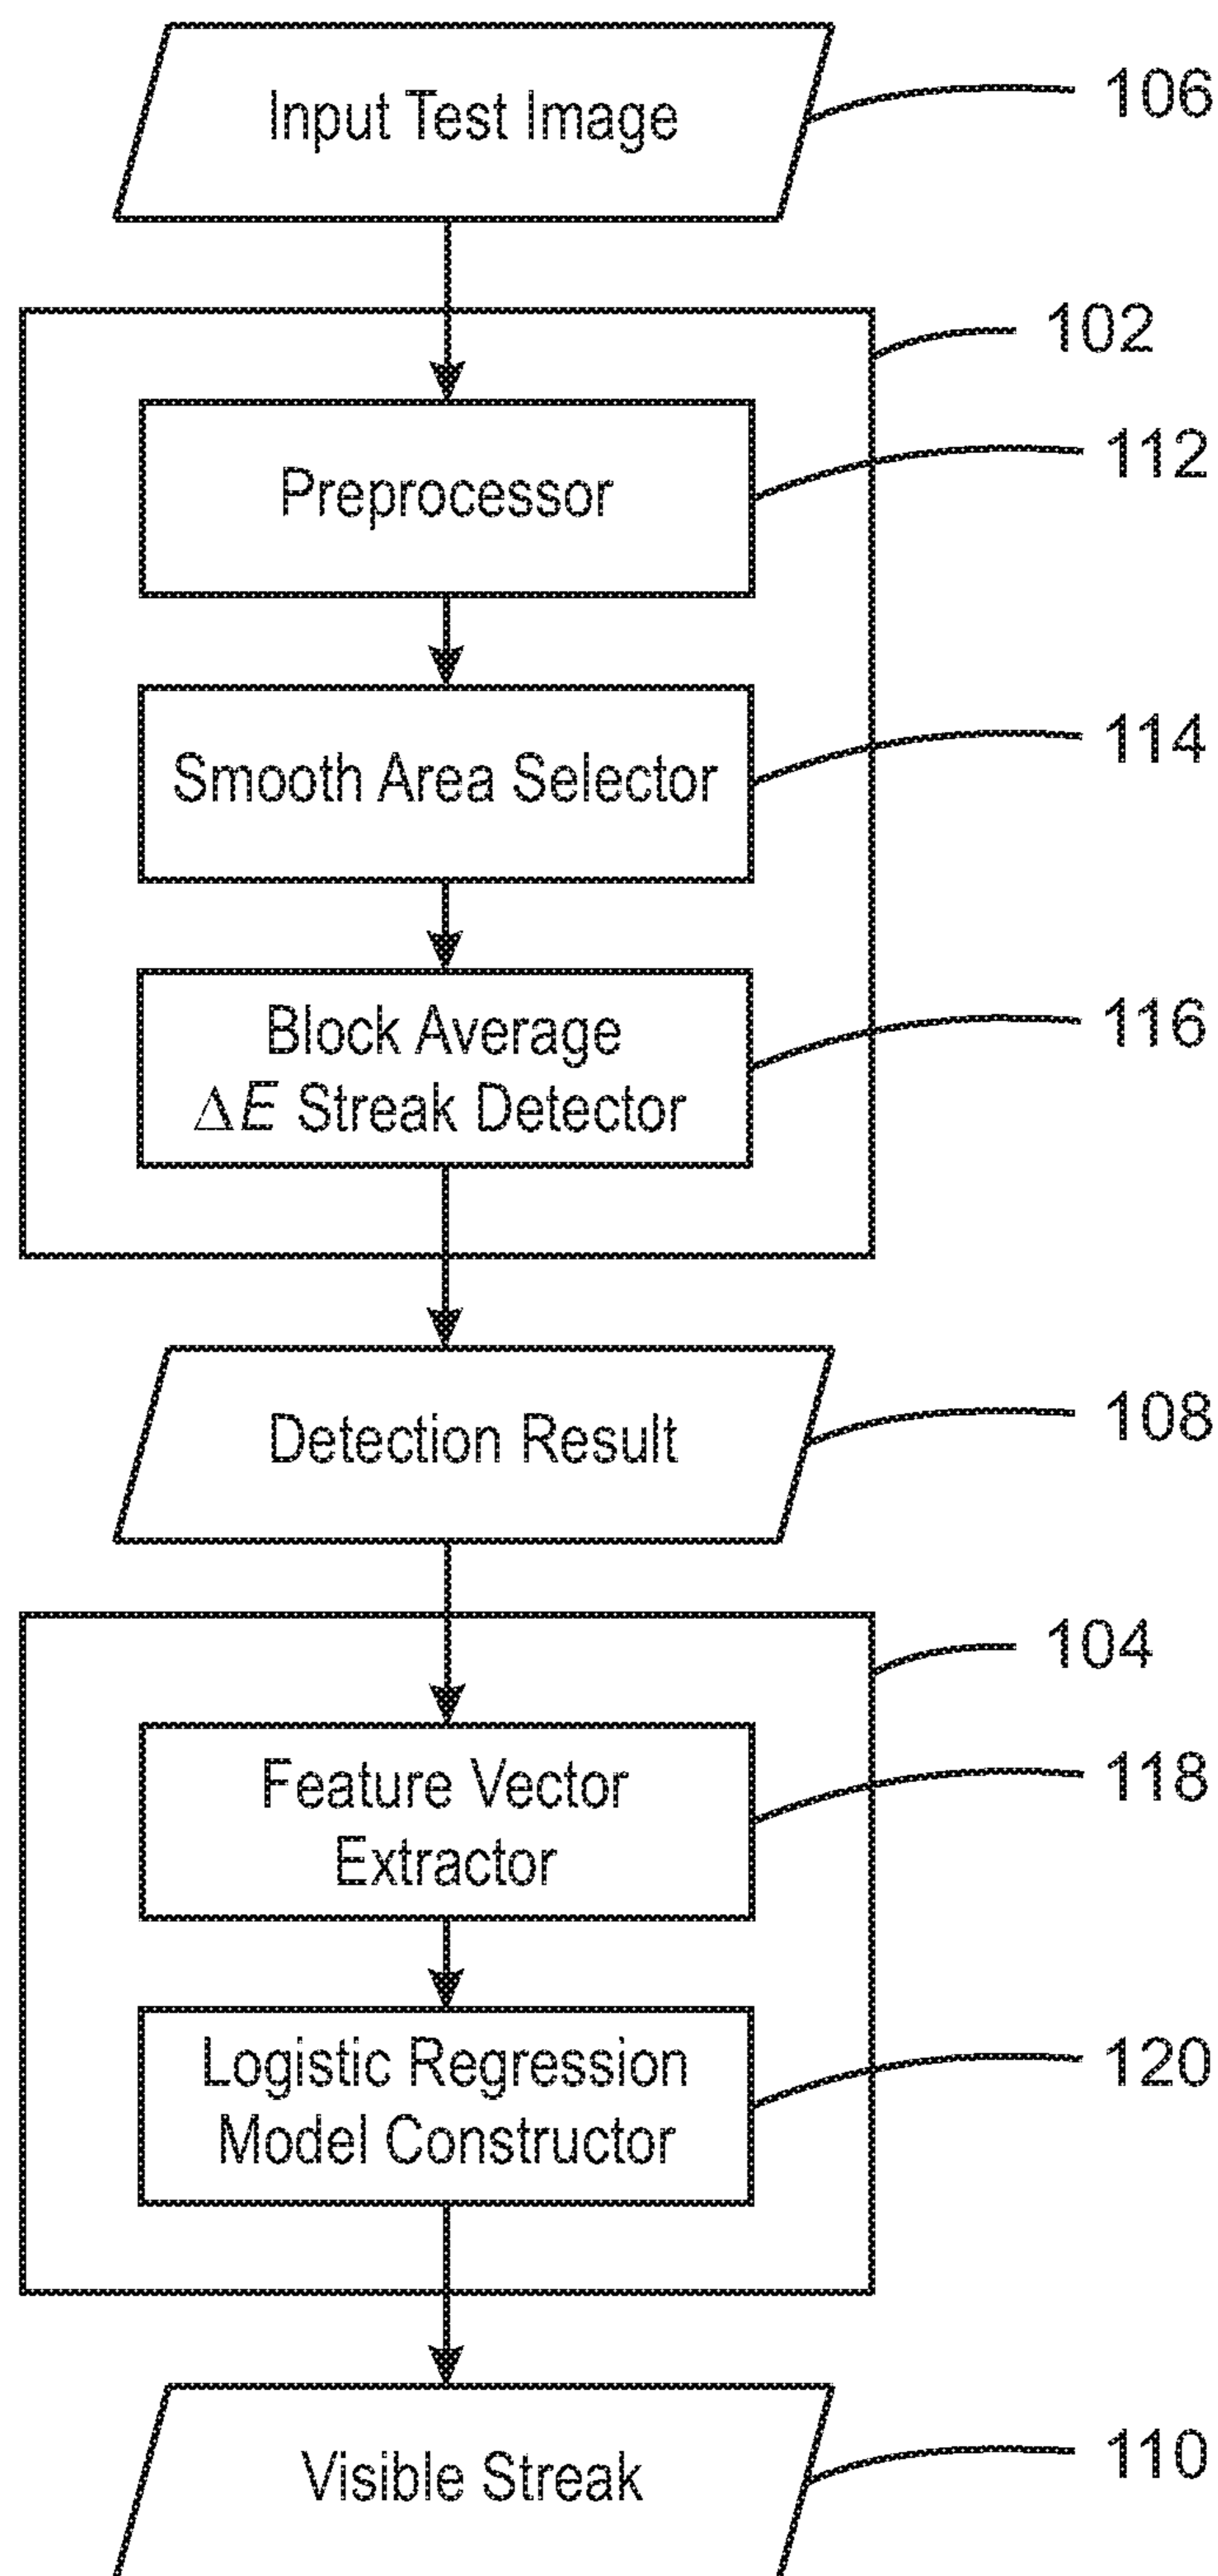 Input Test Image
106
102
Preprocessor
112
Smooth Area Selector
114
Block Average
ΔE Streak Detector
116
Detection Result
108
104
Feature Vector
Extractor
118
Logistic Regression
Model Constructor
120
Visible Streak
110